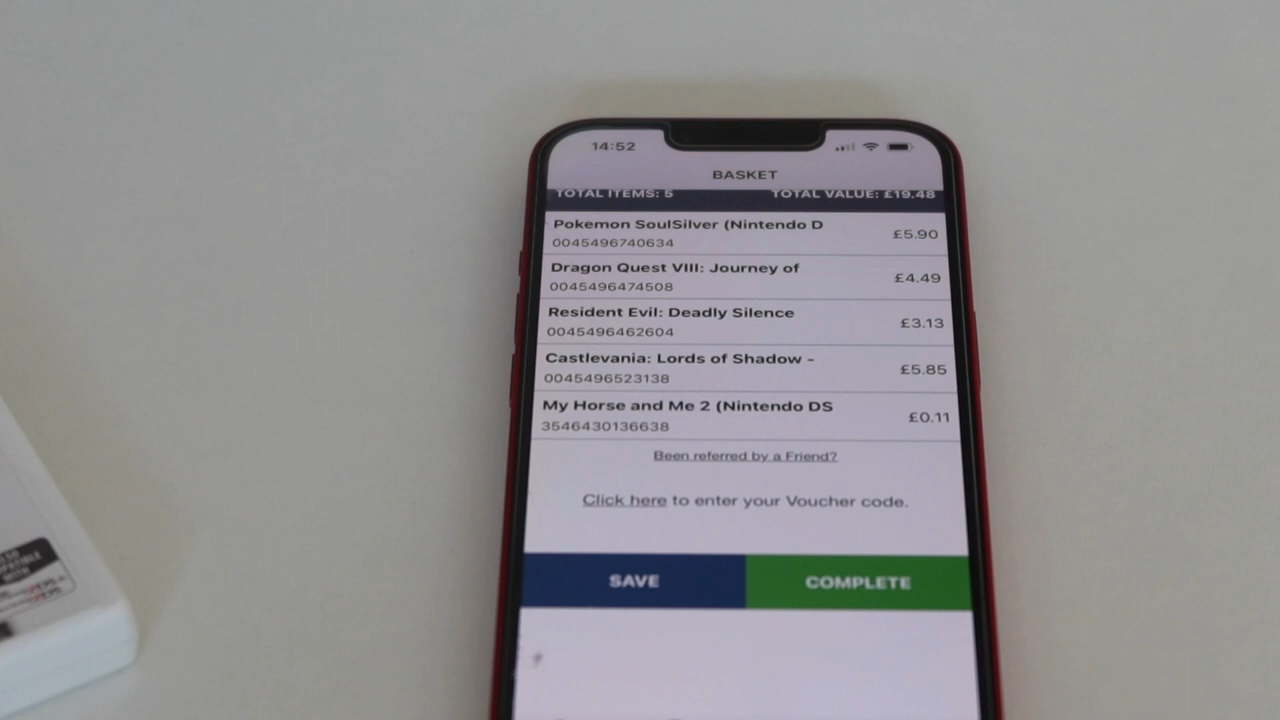 14:52
BASKET
TOTAL ITEMS: 5 TOTAL VALUE: £19.48
Pokemon SoulSilver (Nintendo D £5.90
0045496740634
Dragon Quest VIII: Journey of £4.49
0045496474508
Resident Evil: Deadly Silence £3.13
0045496462604
Castlevania: Lords of Shadow - £5.85
0045496523138
My Horse and Me 2 (Nintendo DS £0.11
3546430136638
Been referred by a Friend?
Click here to enter your Voucher code.
SAVE COMPLETE